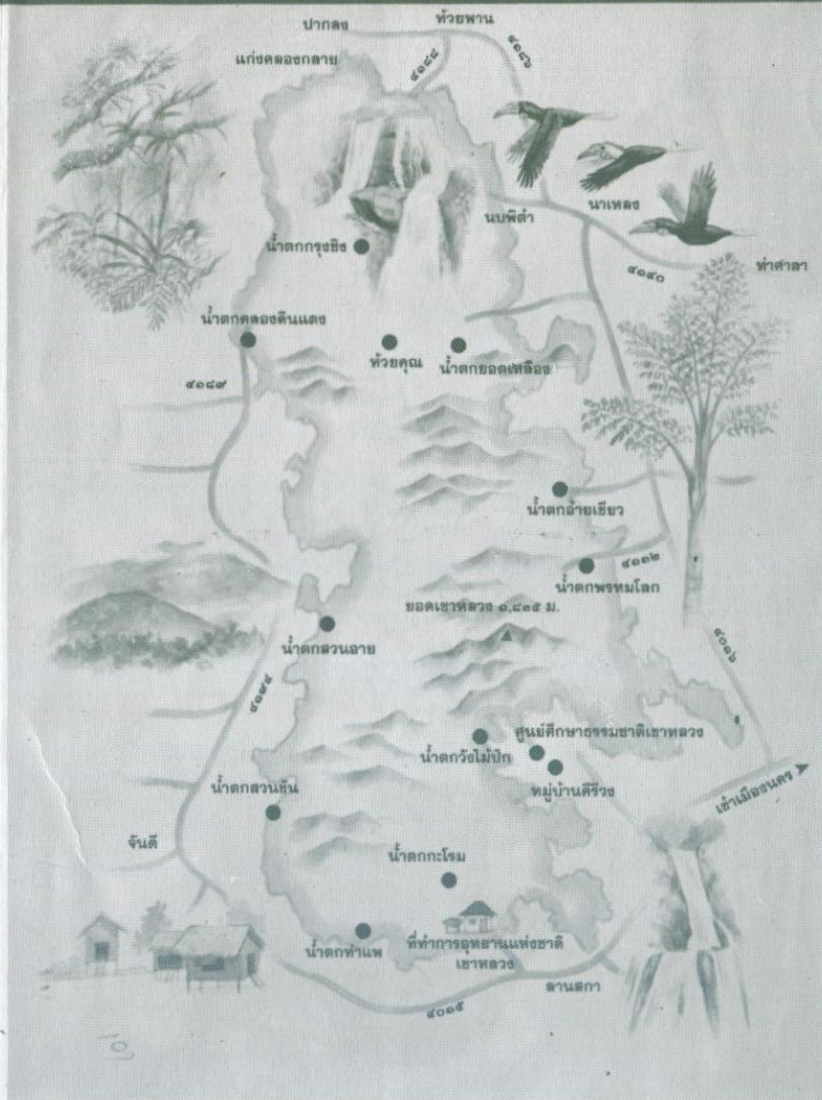 ปากลง
ห้วยพาน
แก่งคลองกลาย
๔๑๘๘
๔๑๘๖
นบพิตำ
นาเหลง
น้ำตกกรุงชิง
๔๑๙๐
ท่าศาลา
น้ำตกคลองดินแดง
ห้วยคุณ
น้ำตกยอดเหลือง
๔๑๘๙
น้ำตกอ้ายเขียว
๔๑๓๒
น้ำตกพรหมโลก
ยอดเขาหลวง ๑,๘๓๕ ม.
น้ำตกสวนอาย
๔๐๑๖
๔๑๙๔
ศูนย์ศึกษาธรรมชาติเขาหลวง
น้ำตกวังไม้ปัก
หมู่บ้านคีรีวง
เข้าเมืองนคร
น้ำตกสวนขัน
จันดี
น้ำตกกะโรม
น้ำตกท่าแพ
ที่ทำการอุทยานแห่งชาติ
เขาหลวง
ลานสกา
๔๐๑๕